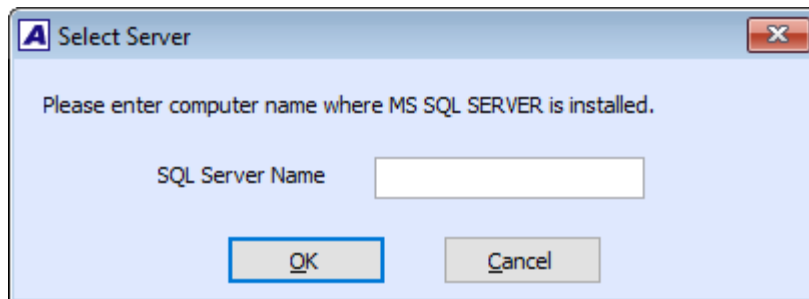 A Select Server
Please enter computer name where MS SQL SERVER is installed.
SQL Server Name
OK Cancel